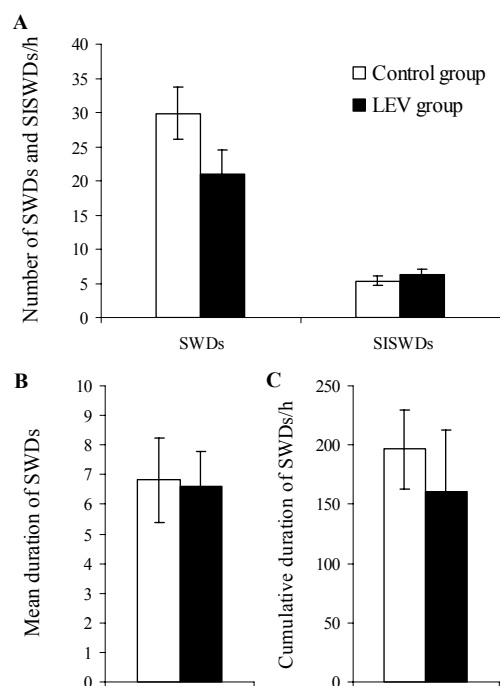 A
Number of SWDs and SISWDs/h
40
35
30
25
20
15
10
5
0
Control group
LEV group
SWDs
SISWDs
B
Mean duration of SWDs
10
9
8
7
6
5
4
3
2
1
0
C
Cumulative duration of SWDs/h
250
200
150
100
50
0